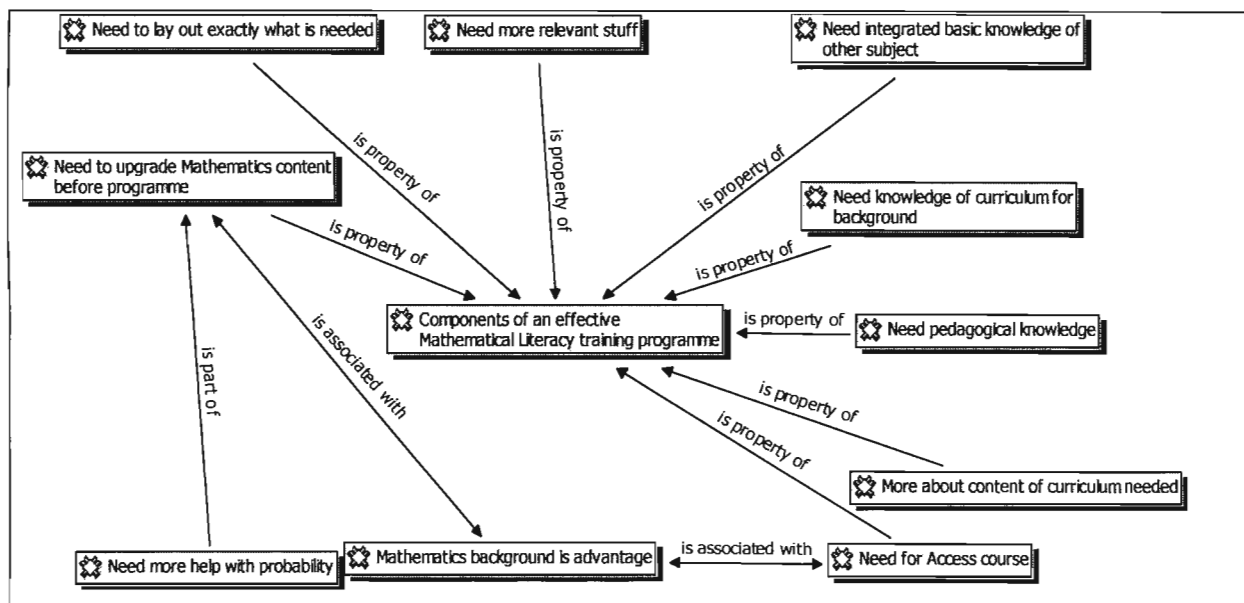 Need to lay out exactly what is needed
Need more relevant stuff
Need integrated basic knowledge of
other subject
is property of
is property of
is property of
Need to upgrade Mathematics content
before programme
Need knowledge of curriculum for
background
is property of
is property of
Components of an effective
Mathematical Literacy training programme
is property of
Need pedagogical knowledge
is associated with
is part of
is property of
is property of
More about content of curriculum needed
Need more help with probability
Mathematics background is advantage
is associated with
Need for Access course